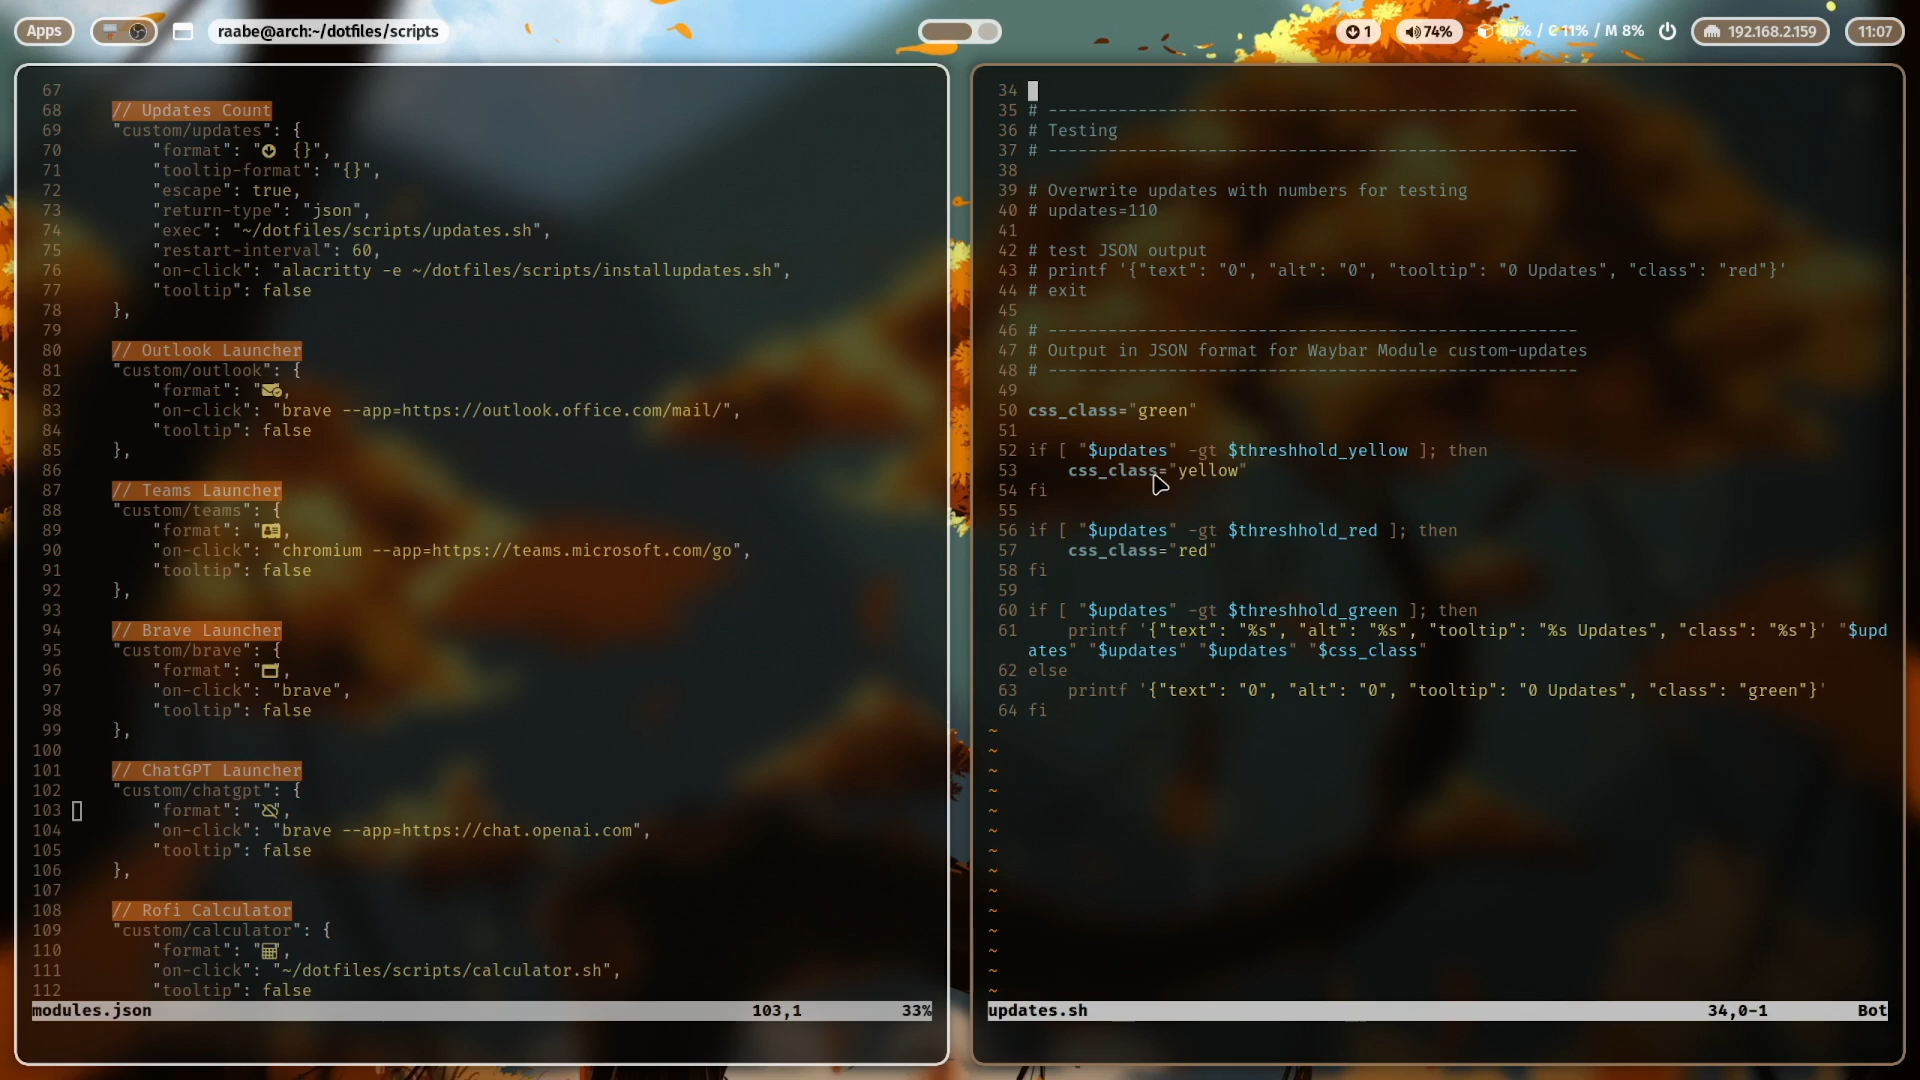 Apps
raabe@arch:~/dotfiles/scripts
1
74%
/ C 11% / M 8%
192.168.2.159
11:07
67
68 // Updates Count
69 "custom/updates": {
70 "format": " {}",
71 "tooltip-format": "{}",
72 "escape": true,
73 "return-type": "json",
74 "exec": "~/dotfiles/scripts/updates.sh",
75 "restart-interval": 60,
76 "on-click": "alacritty -e ~/dotfiles/scripts/installupdates.sh",
77 "tooltip": false
78 },
79
80 // Outlook Launcher
81 "custom/outlook": {
82 "format": "",
83 "on-click": "brave --app=https://outlook.office.com/mail/",
84 "tooltip": false
85 },
86
87 // Teams Launcher
88 "custom/teams": {
89 "format": "",
90 "on-click": "chromium --app=https://teams.microsoft.com/go",
91 "tooltip": false
92 },
93
94 // Brave Launcher
95 "custom/brave": {
96 "format": "",
97 "on-click": "brave",
98 "tooltip": false
99 },
100
101 // ChatGPT Launcher
102 "custom/chatgpt": {
103 "format": "",
104 "on-click": "brave --app=https://chat.openai.com",
105 "tooltip": false
106 },
107
108 // Rofi Calculator
109 "custom/calculator": {
110 "format": "",
111 "on-click": "~/dotfiles/scripts/calculator.sh",
112 "tooltip": false
modules.json 103,1 33%
34
35 # -----------------------------------------------------
36 # Testing
37 # -----------------------------------------------------
38
39 # Overwrite updates with numbers for testing
40 # updates=110
41
42 # test JSON output
43 # printf '{"text": "0", "alt": "0", "tooltip": "0 Updates", "class": "red"}'
44 # exit
45
46 # -----------------------------------------------------
47 # Output in JSON format for Waybar Module custom-updates
48 # -----------------------------------------------------
49
50 css_class="green"
51
52 if [ "$updates" -gt $threshhold_yellow ]; then
53 css_class="yellow"
54 fi
55
56 if [ "$updates" -gt $threshhold_red ]; then
57 css_class="red"
58 fi
59
60 if [ "$updates" -gt $threshhold_green ]; then
61 printf '{"text": "%s", "alt": "%s", "tooltip": "%s Updates", "class": "%s"}' "$upd
ates" "$updates" "$updates" "$css_class"
62 else
63 printf '{"text": "0", "alt": "0", "tooltip": "0 Updates", "class": "green"}'
64 fi
~
~
~
~
~
~
~
~
~
~
~
~
~
~
updates.sh 34,0-1 Bot